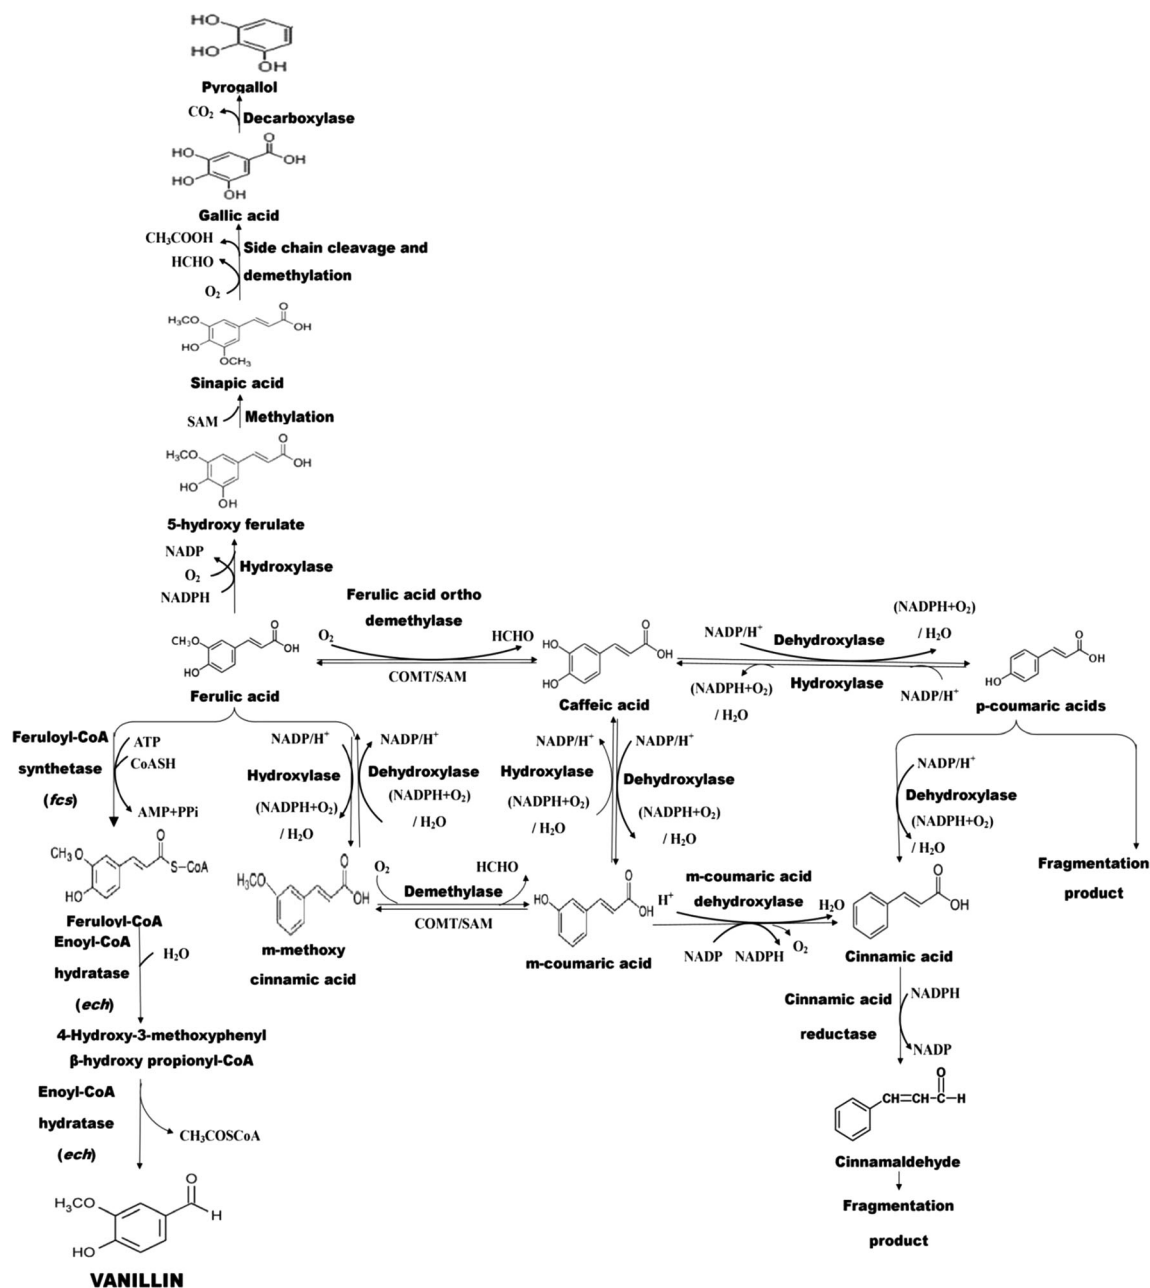 HO
HO
OH
Pyrogallol
CO₂
Decarboxylase
O
HO
OH
HO
OH
Gallic acid
CH₃COOH
Side chain cleavage and
HCHO
demethylation
O₂
O
H₃CO
OH
HO
OCH₃
Sinapic acid
SAM
Methylation
O
H₃CO
OH
HO
OH
5-hydroxy ferulate
NADP
O₂
Hydroxylase
NADPH
Ferulic acid ortho
demethylase
O₂
HCHO
COMT/SAM
O
CH₃O
OH
HO
Ferulic acid
O
HO
OH
HO
Caffeic acid
NADP/H⁺
Dehydroxylase
(NADPH+O₂)
/ H₂O
(NADPH+O₂)
/ H₂O
Hydroxylase
NADP/H⁺
O
OH
HO
p-coumaric acids
Feruloyl-CoA
synthetase
(fcs)
ATP
CoASH
AMP+PPi
NADP/H⁺
Hydroxylase
(NADPH+O₂)
/ H₂O
NADP/H⁺
Dehydroxylase
(NADPH+O₂)
/ H₂O
NADP/H⁺
Hydroxylase
(NADPH+O₂)
/ H₂O
NADP/H⁺
Dehydroxylase
(NADPH+O₂)
/ H₂O
NADP/H⁺
Dehydroxylase
(NADPH+O₂)
/ H₂O
Fragmentation
product
O
CH₃O
S-CoA
HO
Feruloyl-CoA
O
H₃CO
OH
m-methoxy
cinnamic acid
O₂
HCHO
Demethylase
COMT/SAM
O
HO
OH
m-coumaric acid
m-coumaric acid
dehydroxylase
H⁺
H₂O
NADP
NADPH
O₂
O
OH
Cinnamic acid
Enoyl-CoA
hydratase
(ech)
H₂O
4-Hydroxy-3-methoxyphenyl
β-hydroxy propionyl-CoA
Cinnamic acid
reductase
NADPH
NADP
Enoyl-CoA
hydratase
(ech)
CH₃COSCoA
O
CH=CH-C-H
Cinnamaldehyde
Fragmentation
product
O
H₃CO
H
HO
VANILLIN